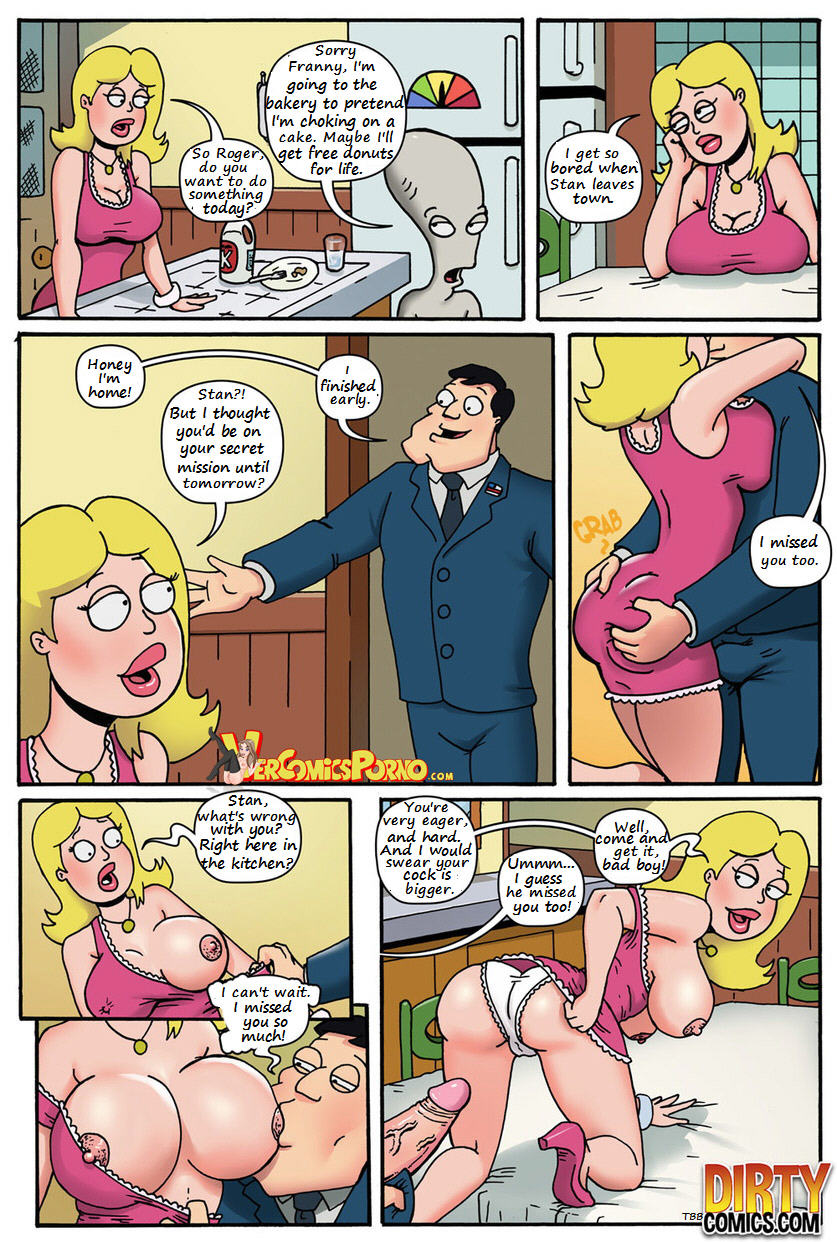 So Roger,
do you
want to do
something
today?
Sorry
Franny, I'm
going to the
bakery to pretend
I'm choking on a
cake. Maybe I'll
get free donuts
for life.
K
I get so
bored when
Stan leaves
town.
Honey
I'm
home!
I
finished
early.
Stan?!
But I thought
you'd be on
your secret
mission until
tomorrow?
GRAB
I missed
you too.
VERCOMICSPORNO.COM
Stan,
what's wrong
with you?
Right here in
the kitchen?
I can't wait.
I missed
you so
much!
You're
very eager,
and hard.
And I would
swear your
cock is
bigger.
Well,
come and
get it,
bad boy!
Ummm...
I guess
he missed
you too!
DIRTY
COMICS.COM